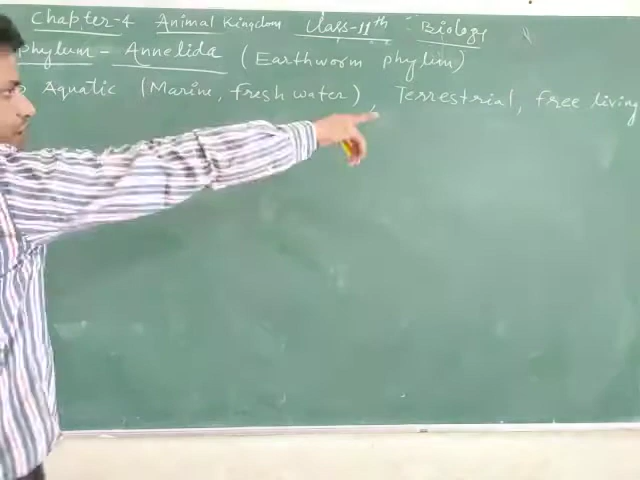 Chapter-4 Animal Kingdom Class-11th : Biology
phylum - Annelida (Earthworm phylum)
Aquatic (Marine, fresh water), Terrestrial, free living